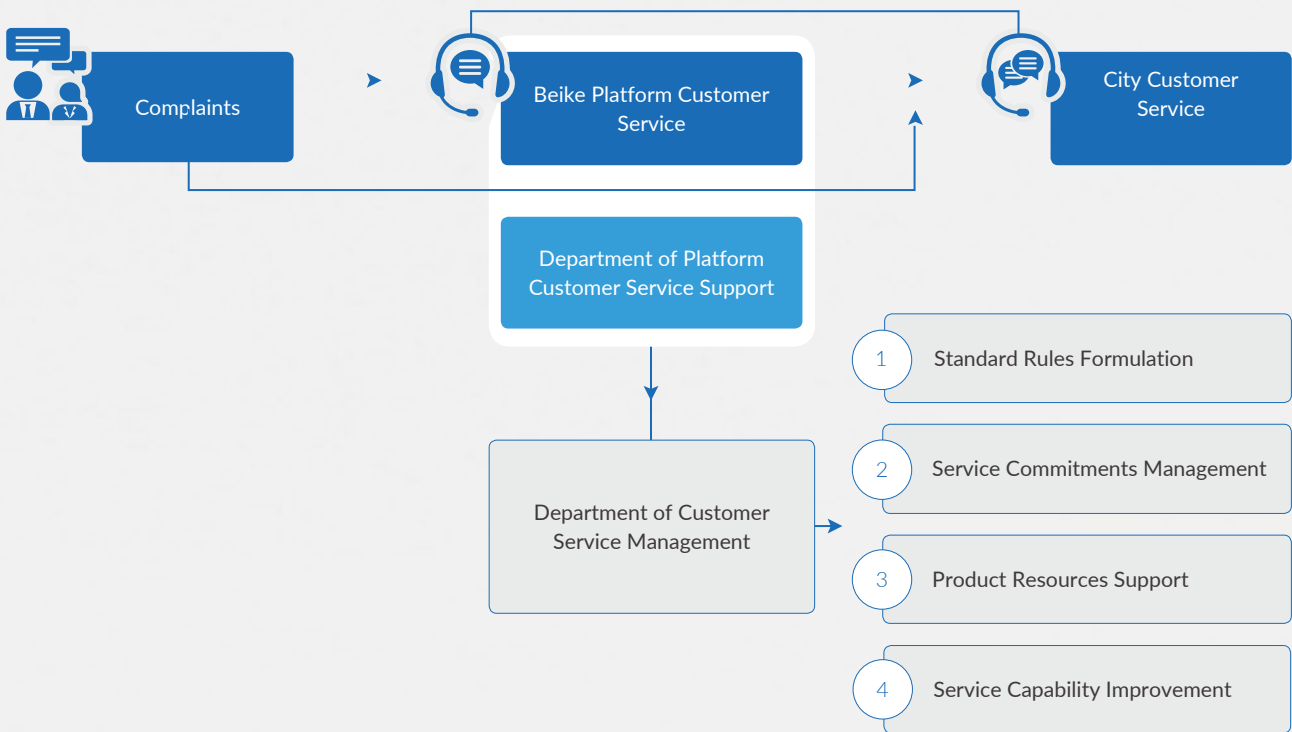 Complaints
Beike Platform Customer
Service
City Customer
Service
Department of Platform
Customer Service Support
Department of Customer
Service Management
1
Standard Rules Formulation
2
Service Commitments Management
3
Product Resources Support
4
Service Capability Improvement